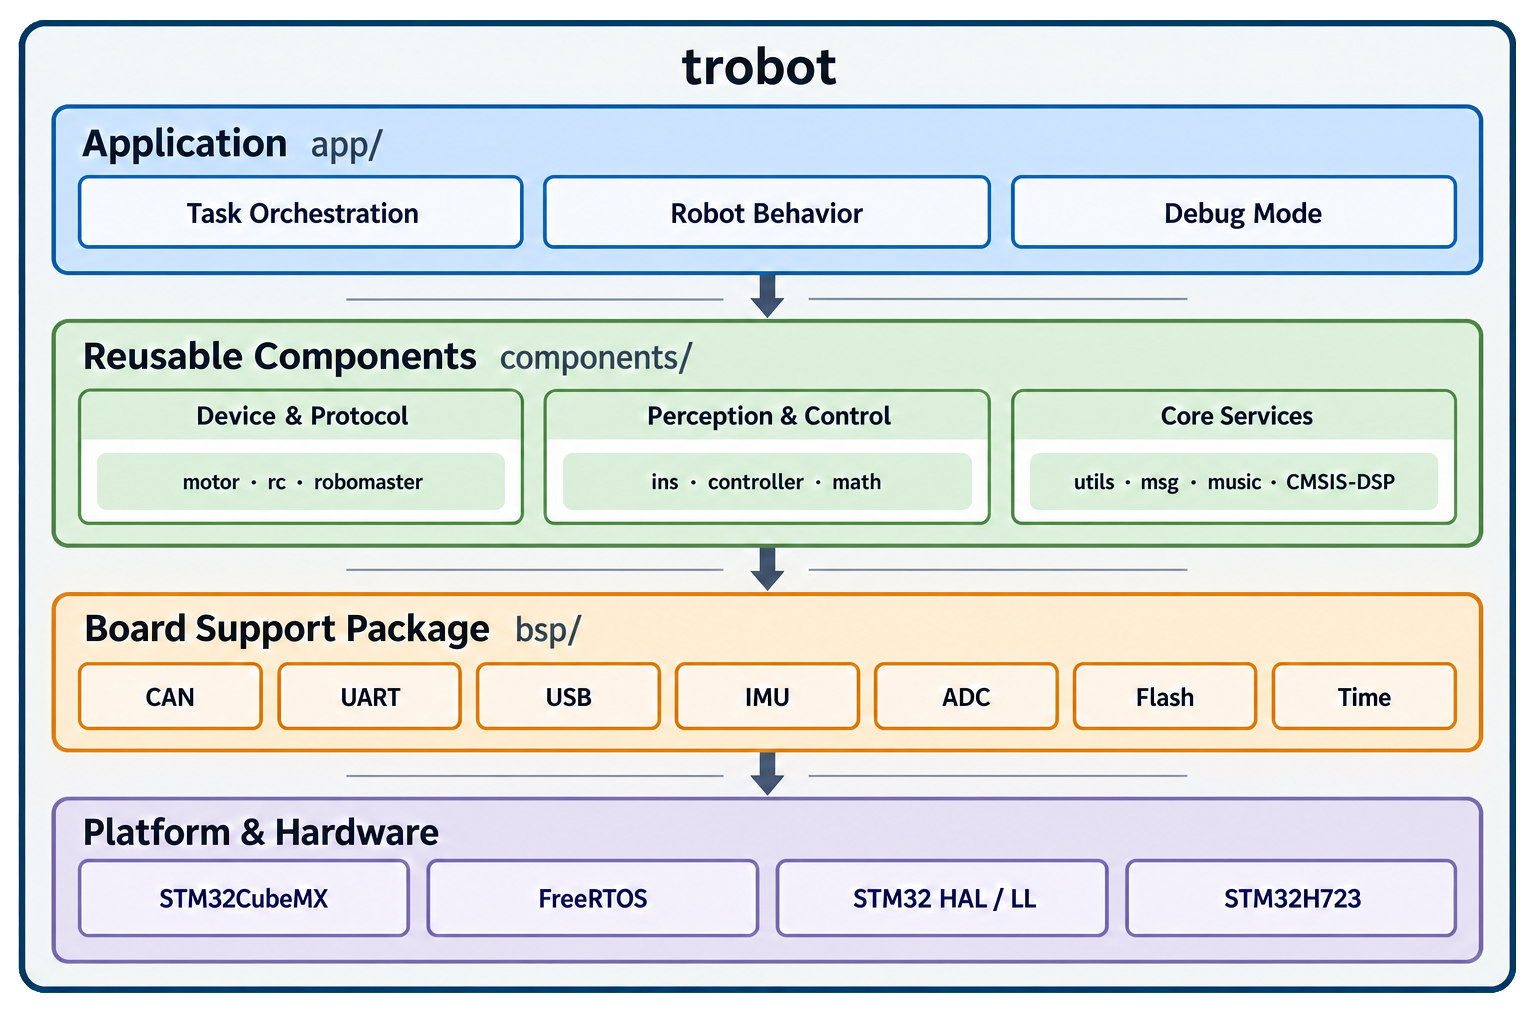 trobot
Application app/
Task Orchestration
Robot Behavior
Debug Mode
Reusable Components components/
Device & Protocol
motor · rc · robomaster
Perception & Control
ins · controller · math
Core Services
utils · msg · music · CMSIS-DSP
Board Support Package bsp/
CAN
UART
USB
IMU
ADC
Flash
Time
Platform & Hardware
STM32CubeMX
FreeRTOS
STM32 HAL / LL
STM32H723